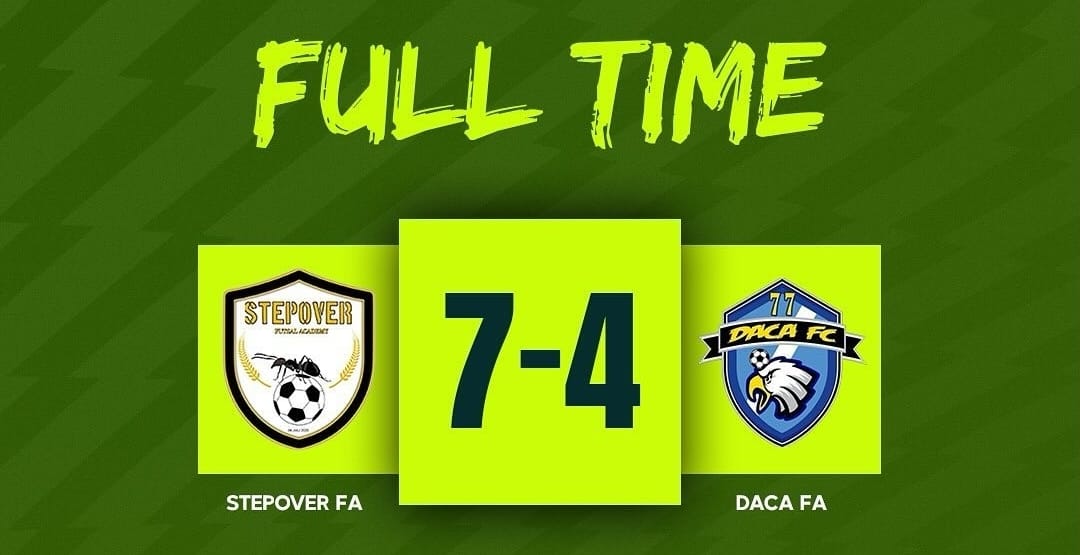 FULL TIME
STEPOVER
FUTSAL ACADEMY
7-4
77
DACA FC
STEPOVER FA
DACA FA